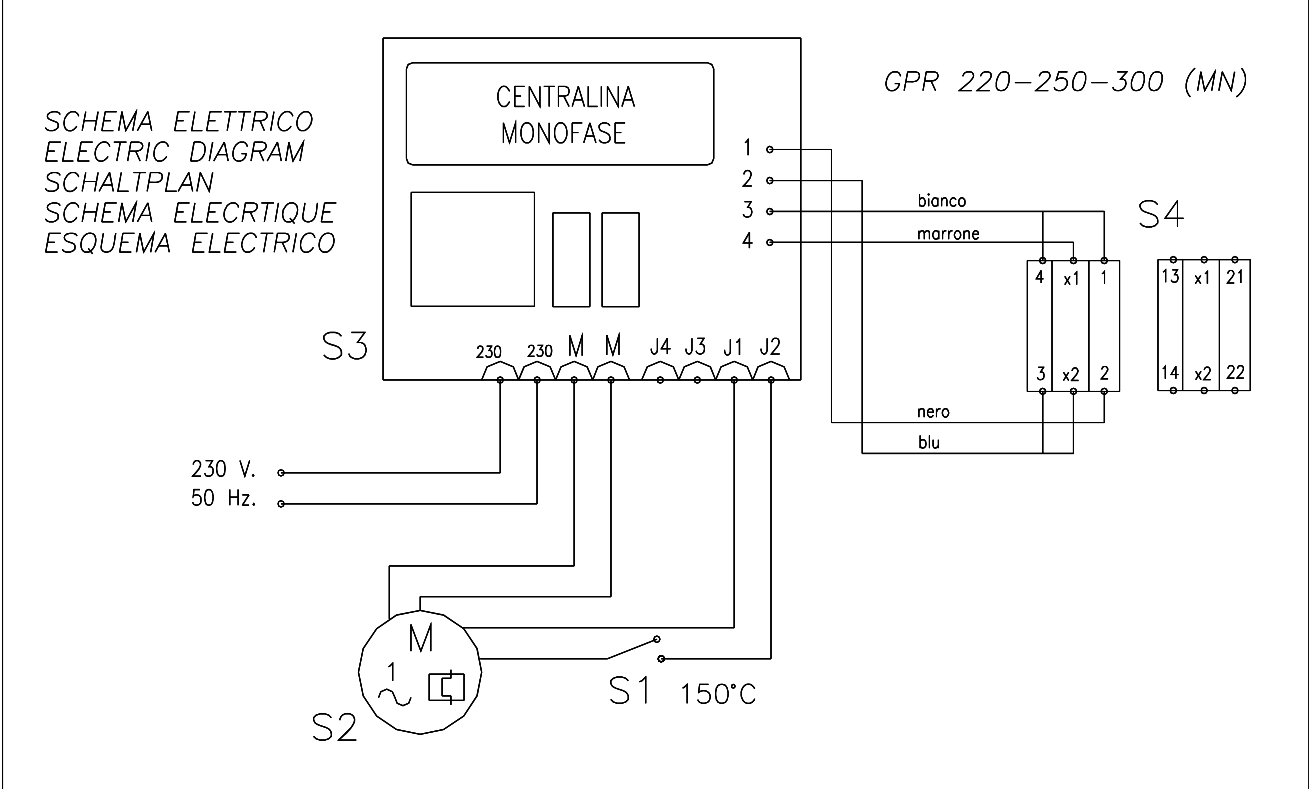 GPR 220-250-300 (MN)
SCHEMA ELETTRICO
ELECTRIC DIAGRAM
SCHALTPLAN
SCHEMA ELECRTIQUE
ESQUEMA ELECTRICO
CENTRALINA
MONOFASE
1
2
3
4
bianco
marrone
S4
4 x1 1
3 x2 2
13 x1 21
14 x2 22
nero
blu
S3
230 230 M M J4 J3 J1 J2
230 V.
50 Hz.
M
1
S2
S1 150°C